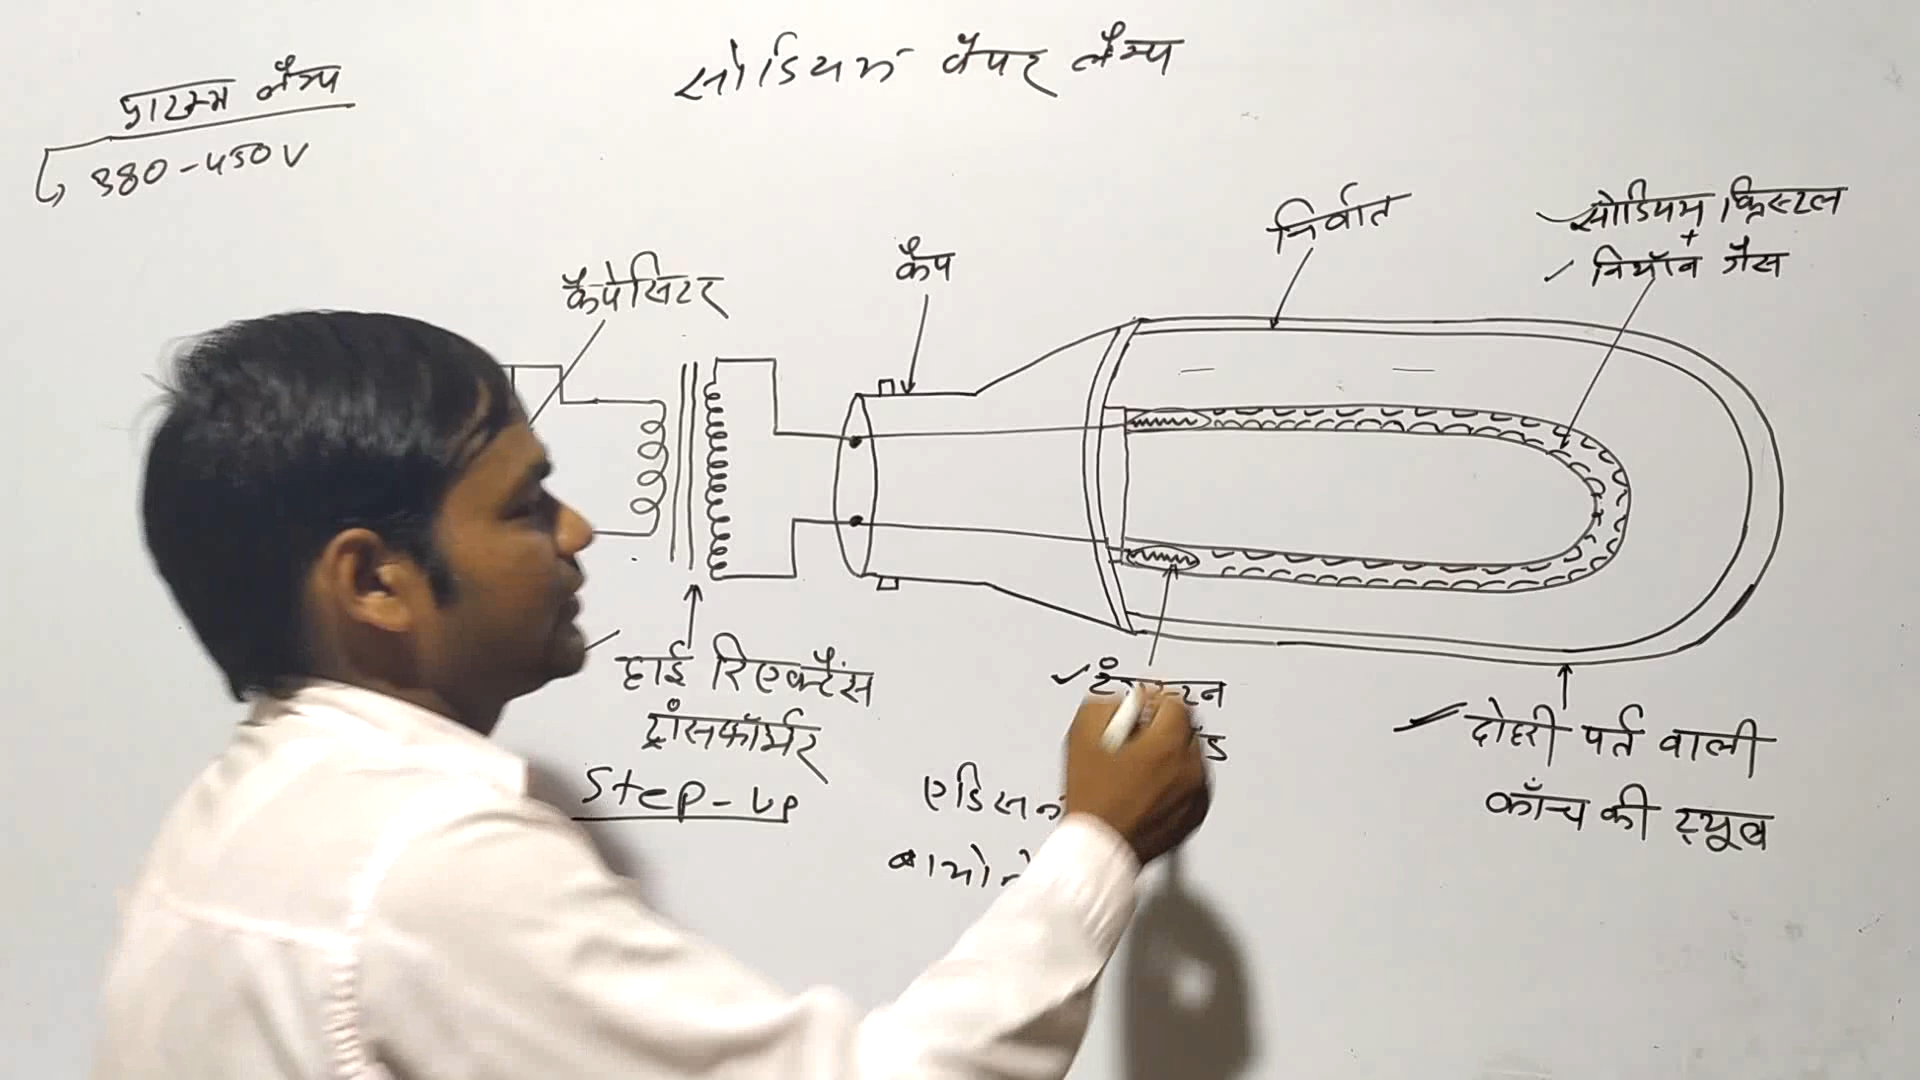 सोडियम वैपर लैम्प
प्रारम्भ लैम्प
380-450V
निर्वात
सोडियम क्रिस्टल
+
नियॉन गैस
कैप
कैपेसिटर
हाई रिएक्टैंस
ट्रांसफॉर्मर
Step-up
दोहरी पर्त वाली
काँच की ट्यूब